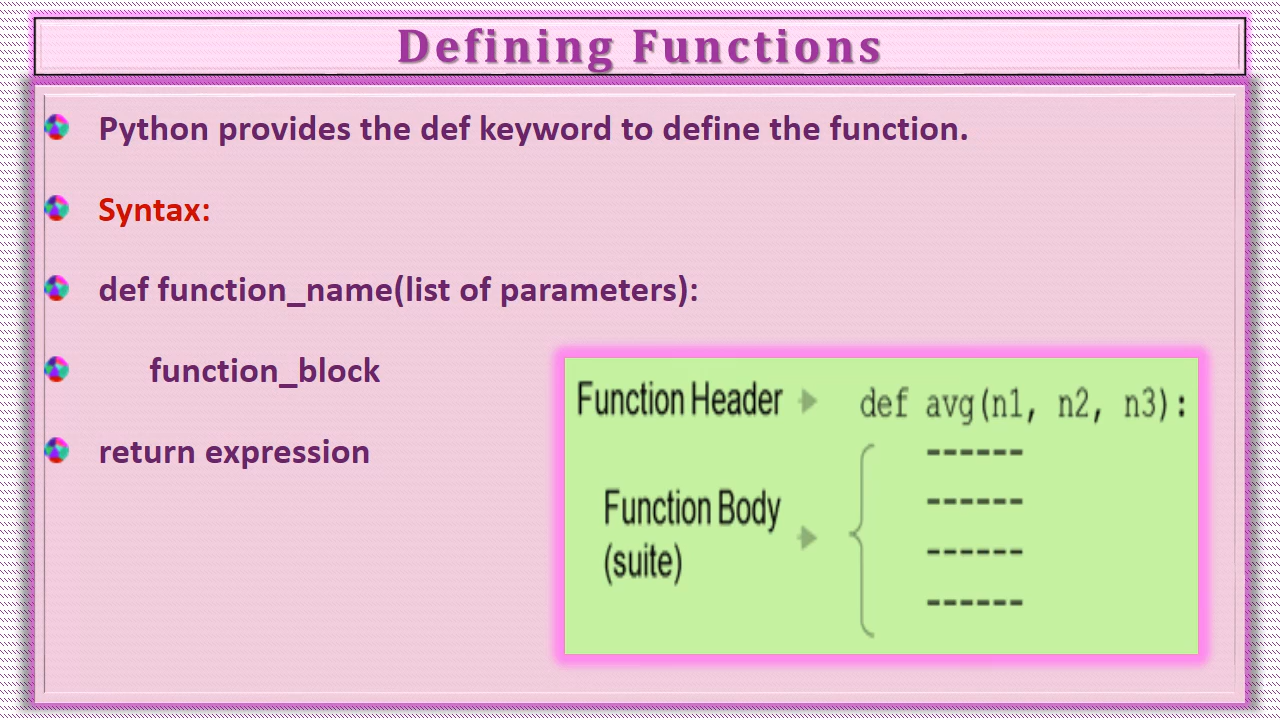 Defining Functions
Python provides the def keyword to define the function.
Syntax:
def function_name(list of parameters):
function_block
return expression
Function Header
def avg(n1, n2, n3):
------
------
Function Body
(suite)
------
------